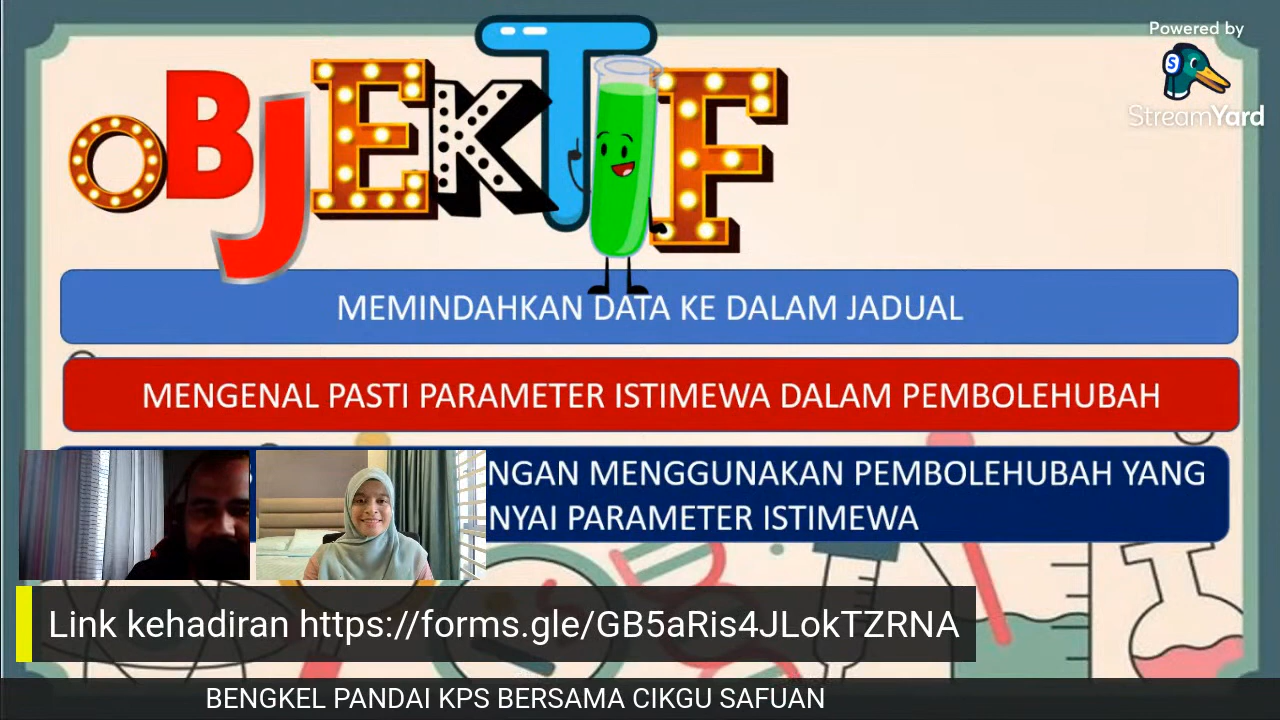 OBJEKTIF
Powered by
StreamYard
MEMINDAHKAN DATA KE DALAM JADUAL
MENGENAL PASTI PARAMETER ISTIMEWA DALAM PEMBOLEHUBAH
NGAN MENGGUNAKAN PEMBOLEHUBAH YANG
NYAI PARAMETER ISTIMEWA
Link kehadiran https://forms.gle/GB5aRis4JLokTZRNA
BENGKEL PANDAI KPS BERSAMA CIKGU SAFUAN